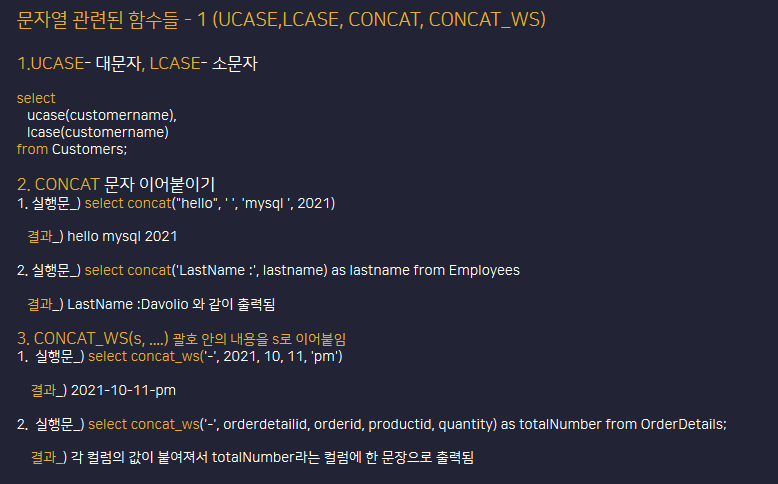 문자열 관련된 함수들 - 1 (UCASE,LCASE, CONCAT, CONCAT_WS)
1.UCASE- 대문자, LCASE- 소문자
select
ucase(customername),
lcase(customername)
from Customers;
2. CONCAT 문자 이어붙이기
1. 실행문_) select concat("hello", ' ', 'mysql ', 2021)
결과_) hello mysql 2021
2. 실행문_) select concat('LastName :', lastname) as lastname from Employees
결과_) LastName :Davolio 와 같이 출력됨
3. CONCAT_WS(s, ....) 괄호 안의 내용을 s로 이어붙임
1.  실행문_) select concat_ws('-', 2021, 10, 11, 'pm')
결과_) 2021-10-11-pm
2.  실행문_) select concat_ws('-', orderdetailid, orderid, productid, quantity) as totalNumber from OrderDetails;
결과_) 각 컬럼의 값이 붙여져서 totalNumber라는 컬럼에 한 문장으로 출력됨